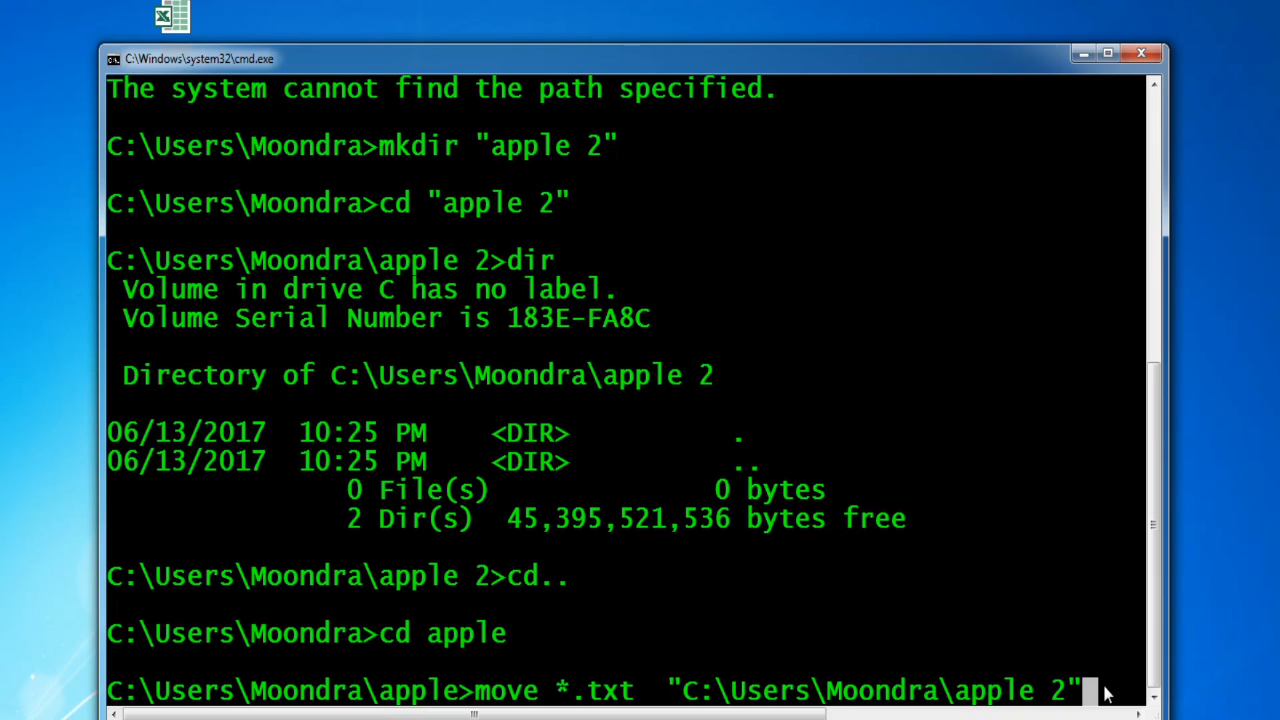 C:\Windows\system32\cmd.exe
The system cannot find the path specified.
C:\Users\Moondra>mkdir "apple 2"
C:\Users\Moondra>cd "apple 2"
C:\Users\Moondra\apple 2>dir
Volume in drive C has no label.
Volume Serial Number is 183E-FA8C
Directory of C:\Users\Moondra\apple 2
06/13/2017  10:25 PM    <DIR>          .
06/13/2017  10:25 PM    <DIR>          ..
0 File(s)              0 bytes
2 Dir(s)  45,395,521,536 bytes free
C:\Users\Moondra\apple 2>cd..
C:\Users\Moondra>cd apple
C:\Users\Moondra\apple>move *.txt  "C:\Users\Moondra\apple 2"